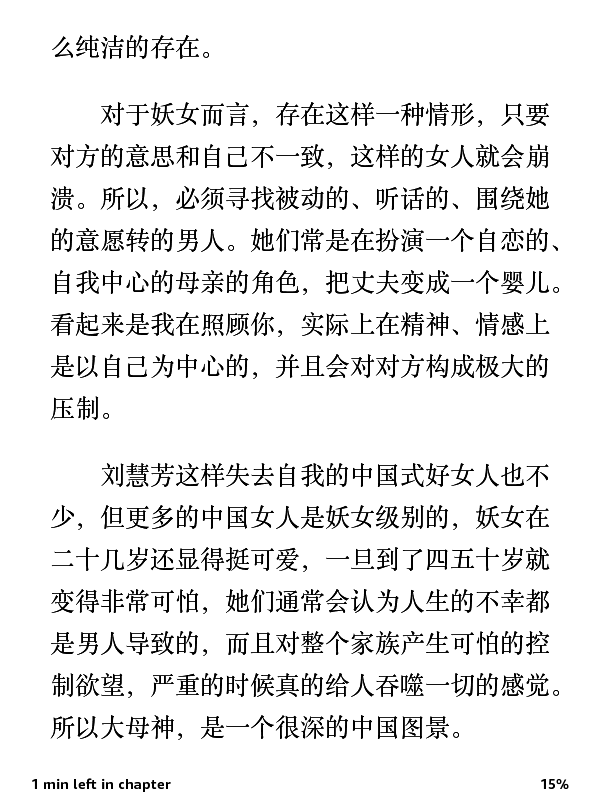 么纯洁的存在。
对于妖女而言，存在这样一种情形，只要
对方的意思和自己不一致，这样的女人就会崩
溃。所以，必须寻找被动的、听话的、围绕她
的意愿转的男人。她们常是在扮演一个自恋的、
自我中心的母亲的角色，把丈夫变成一个婴儿。
看起来是我在照顾你，实际上在精神、情感上
是以自己为中心的，并且会对对方构成极大的
压制。
刘慧芳这样失去自我的中国式好女人也不
少，但更多的中国女人是妖女级别的，妖女在
二十几岁还显得挺可爱，一旦到了四五十岁就
变得非常可怕，她们通常会认为人生的不幸都
是男人导致的，而且对整个家族产生可怕的控
制欲望，严重的时候真的给人吞噬一切的感觉。
所以大母神，是一个很深的中国图景。
1 min left in chapter 15%